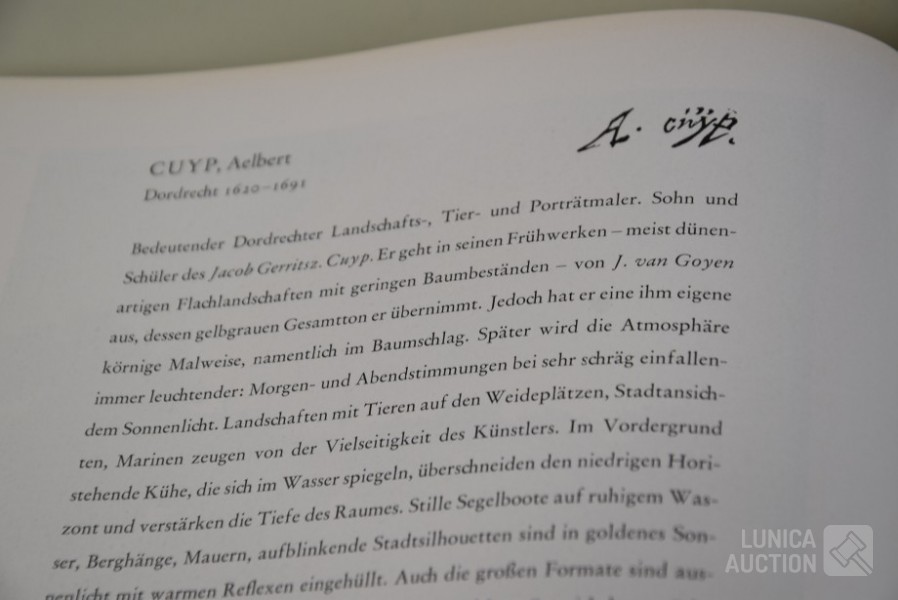 A. cüyp.
CUYP, Aelbert
Dordrecht 1620–1691
Bedeutender Dordrechter Landschafts-, Tier- und Porträtmaler. Sohn und
Schüler des Jacob Gerritsz. Cuyp. Er geht in seinen Frühwerken – meist dünen-
artigen Flachlandschaften mit geringen Baumbeständen – von J. van Goyen
aus, dessen gelbgrauen Gesamtton er übernimmt. Jedoch hat er eine ihm eigene
körnige Malweise, namentlich im Baumschlag. Später wird die Atmosphäre
immer leuchtender: Morgen- und Abendstimmungen bei sehr schräg einfallen-
dem Sonnenlicht. Landschaften mit Tieren auf den Weideplätzen, Stadtansich-
ten, Marinen zeugen von der Vielseitigkeit des Künstlers. Im Vordergrund
stehende Kühe, die sich im Wasser spiegeln, überschneiden den niedrigen Hori-
zont und verstärken die Tiefe des Raumes. Stille Segelboote auf ruhigem Was-
ser, Berghänge, Mauern, aufblinkende Stadtsilhouetten sind in goldenes Son-
nenlicht mit warmen Reflexen eingehüllt. Auch die großen Formate sind aus-
LUNICA
AUCTION